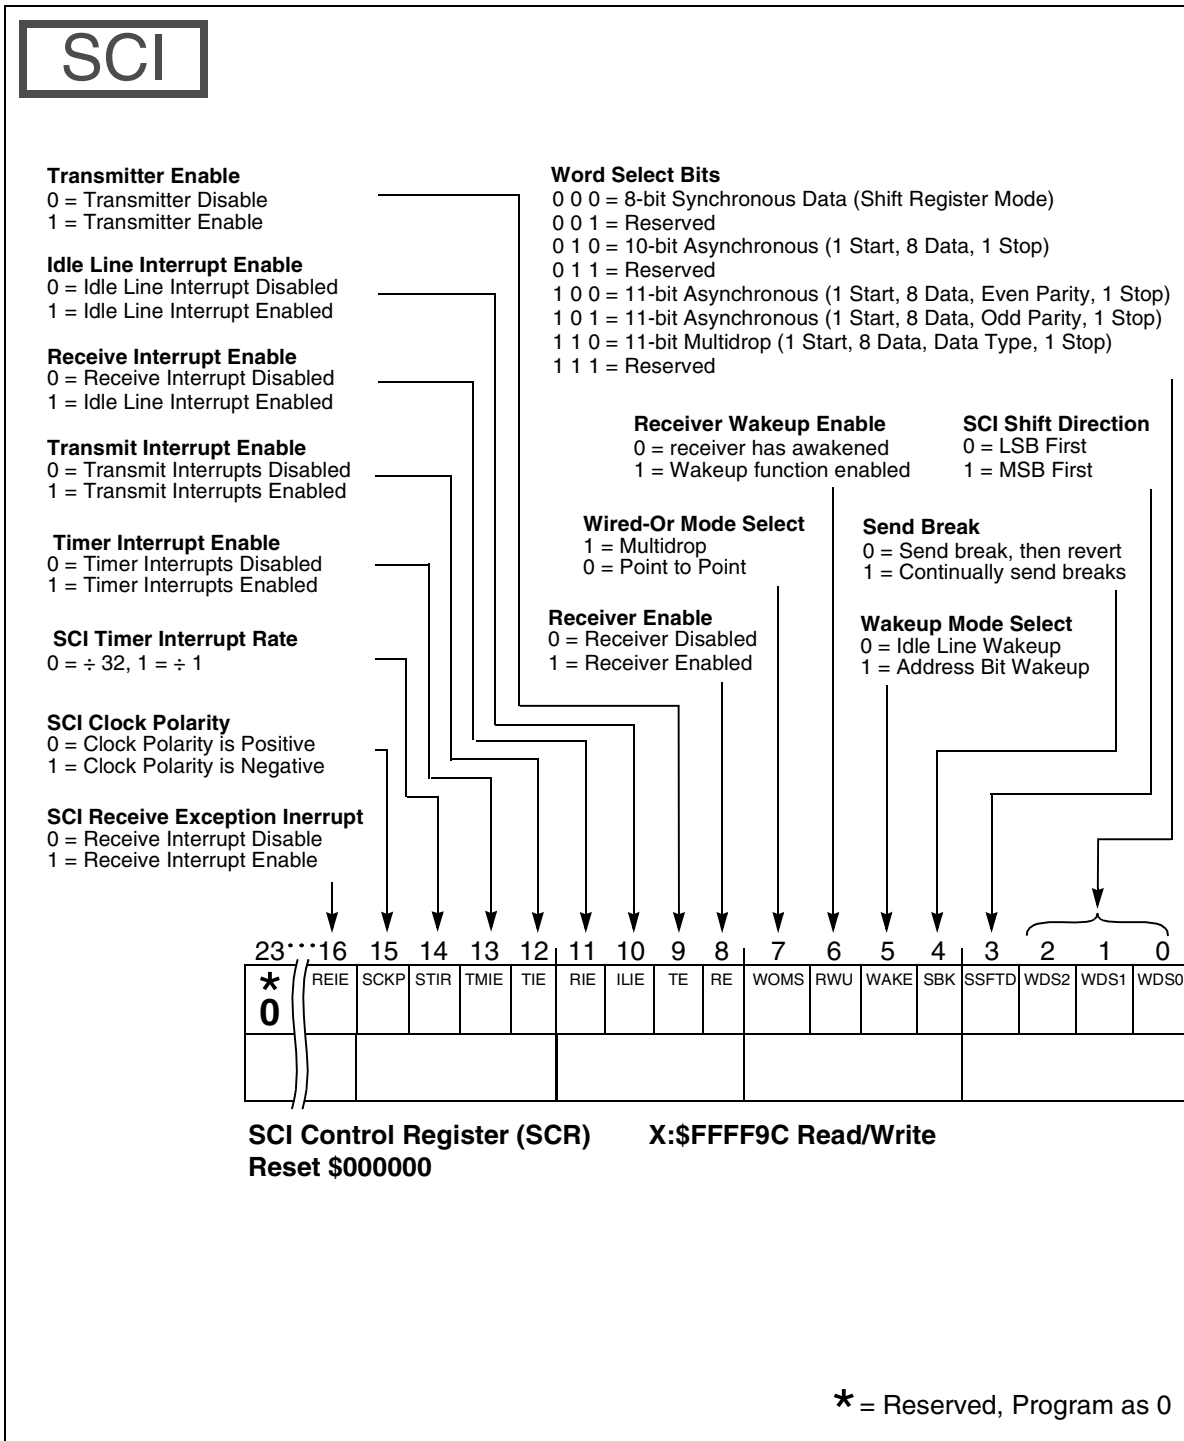 SCI
Transmitter Enable
0 = Transmitter Disable
1 = Transmitter Enable
Idle Line Interrupt Enable
0 = Idle Line Interrupt Disabled
1 = Idle Line Interrupt Enabled
Receive Interrupt Enable
0 = Receive Interrupt Disabled
1 = Idle Line Interrupt Enabled
Transmit Interrupt Enable
0 = Transmit Interrupts Disabled
1 = Transmit Interrupts Enabled
Timer Interrupt Enable
0 = Timer Interrupts Disabled
1 = Timer Interrupts Enabled
SCI Timer Interrupt Rate
0 = ÷ 32, 1 = ÷ 1
SCI Clock Polarity
0 = Clock Polarity is Positive
1 = Clock Polarity is Negative
SCI Receive Exception Inerrupt
0 = Receive Interrupt Disable
1 = Receive Interrupt Enable
Word Select Bits
0 0 0 = 8-bit Synchronous Data (Shift Register Mode)
0 0 1 = Reserved
0 1 0 = 10-bit Asynchronous (1 Start, 8 Data, 1 Stop)
0 1 1 = Reserved
1 0 0 = 11-bit Asynchronous (1 Start, 8 Data, Even Parity, 1 Stop)
1 0 1 = 11-bit Asynchronous (1 Start, 8 Data, Odd Parity, 1 Stop)
1 1 0 = 11-bit Multidrop (1 Start, 8 Data, Data Type, 1 Stop)
1 1 1 = Reserved
Receiver Wakeup Enable
0 = receiver has awakened
1 = Wakeup function enabled
SCI Shift Direction
0 = LSB First
1 = MSB First
Wired-Or Mode Select
1 = Multidrop
0 = Point to Point
Send Break
0 = Send break, then revert
1 = Continually send breaks
Receiver Enable
0 = Receiver Disabled
1 = Receiver Enabled
Wakeup Mode Select
0 = Idle Line Wakeup
1 = Address Bit Wakeup
23 ··· 16 15 14 13 12 11 10 9 8 7 6 5 4 3 2 1 0
* REIE SCKP STIR TMIE TIE RIE ILIE TE RE WOMS RWU WAKE SBK SSFTD WDS2 WDS1 WDS0
0
SCI Control Register (SCR) X:$FFFF9C Read/Write
Reset $000000
* = Reserved, Program as 0